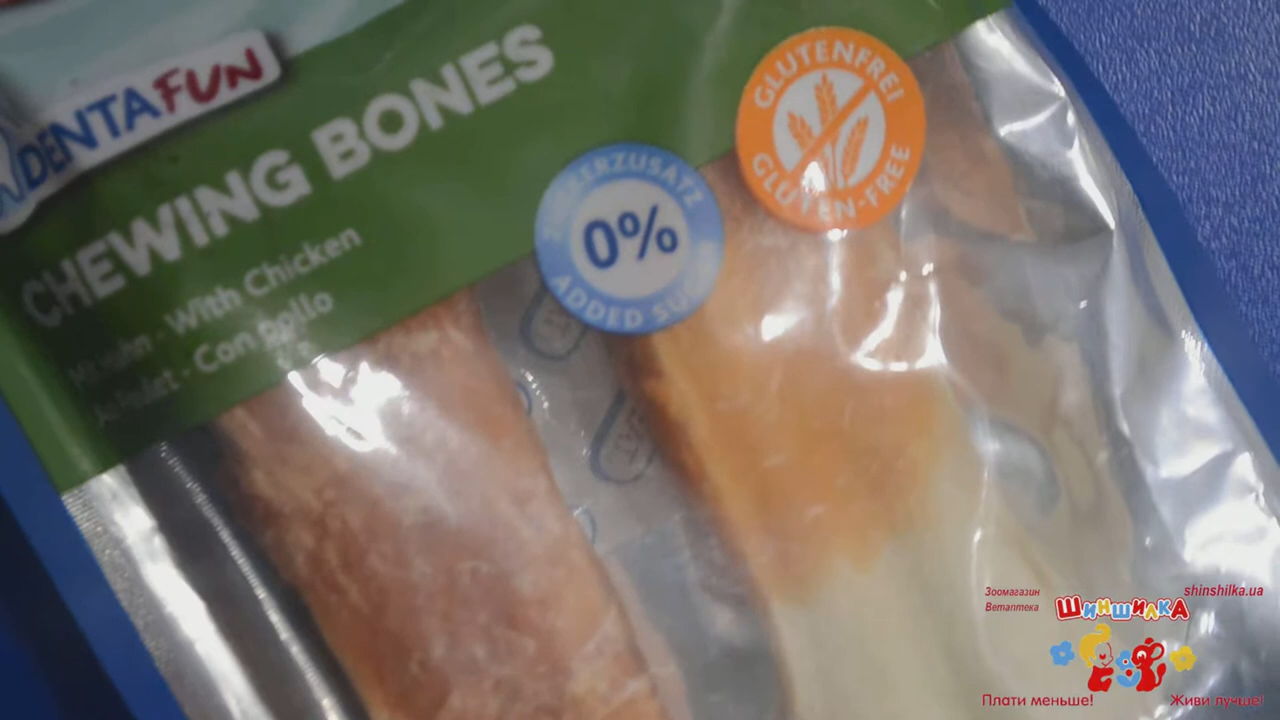 DENTAFUN
CHEWING BONES
With Chicken
Con pollo
GLUTENFREI
GLUTEN-FREE
0%
ADDED
Зоомагазин
Ветаптека
ШИНШИЛКА
shinshilka.ua
Плати меньше!
Живи лучше!